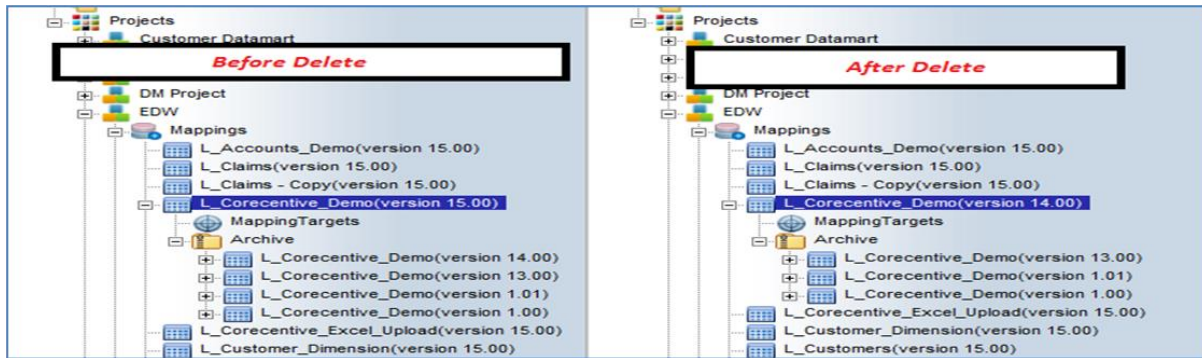 Projects
Customer Datamart
Before Delete
DM Project
EDW
Mappings
L_Accounts_Demo(version 15.00)
L_Claims(version 15.00)
L_Claims - Copy(version 15.00)
L_Corecentive_Demo(version 15.00)
MappingTargets
Archive
L_Corecentive_Demo(version 14.00)
L_Corecentive_Demo(version 13.00)
L_Corecentive_Demo(version 1.01)
L_Corecentive_Demo(version 1.00)
L_Corecentive_Excel_Upload(version 15.00)
L_Customer_Dimension(version 15.00)
Projects
Customer Datamart
After Delete
DM Project
EDW
Mappings
L_Accounts_Demo(version 15.00)
L_Claims(version 15.00)
L_Claims - Copy(version 15.00)
L_Corecentive_Demo(version 14.00)
MappingTargets
Archive
L_Corecentive_Demo(version 13.00)
L_Corecentive_Demo(version 1.01)
L_Corecentive_Demo(version 1.00)
L_Corecentive_Excel_Upload(version 15.00)
L_Customer_Dimension(version 15.00)
L_Customers(version 15.00)